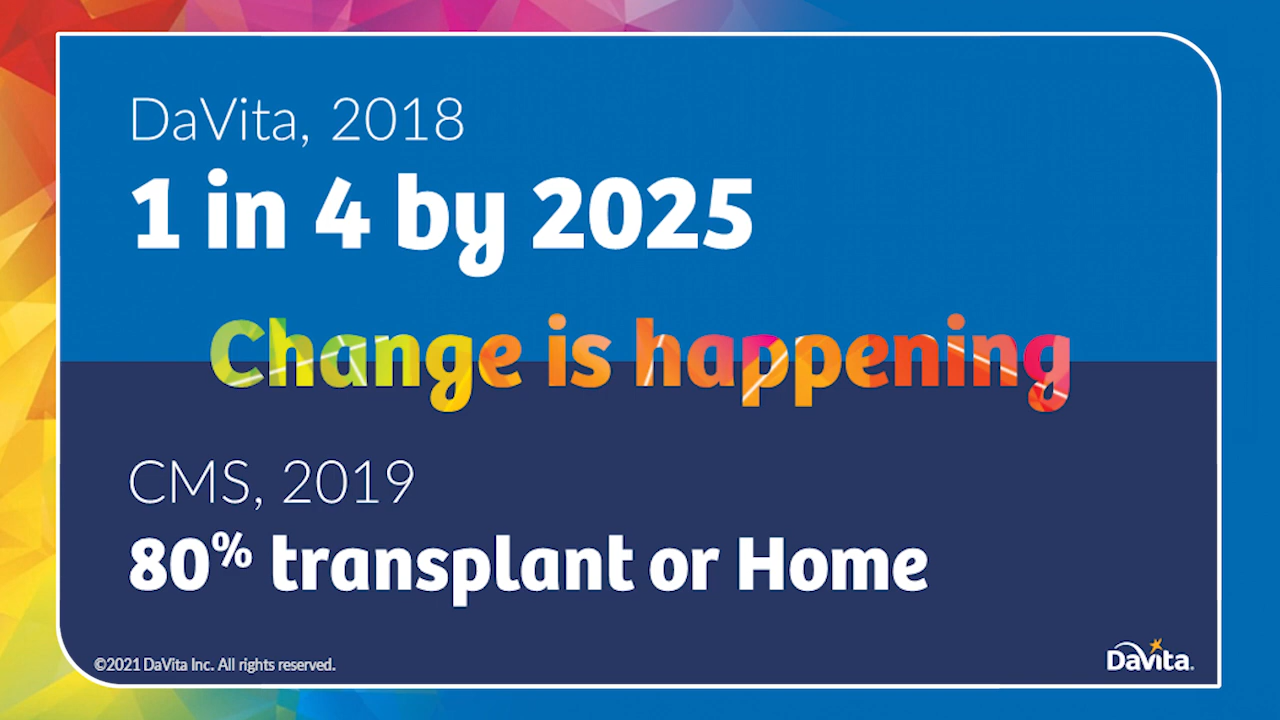 DaVita, 2018
1 in 4 by 2025
Change is happening
CMS, 2019
80% transplant or Home
©2021 DaVita Inc. All rights reserved.
DaVita.